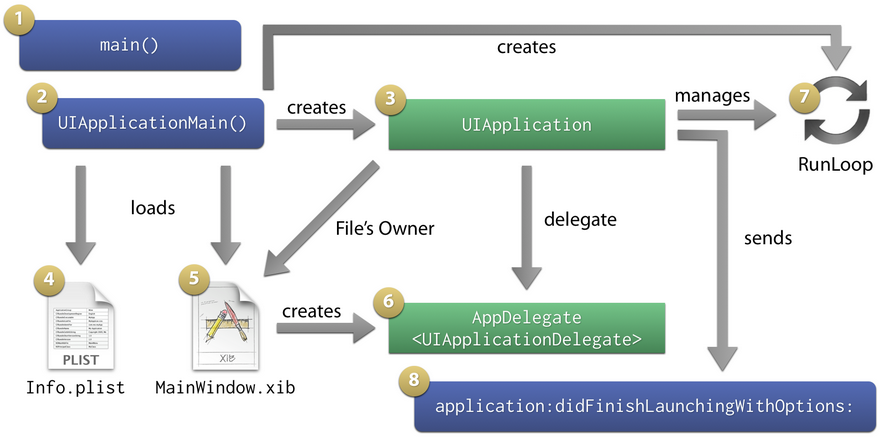 1
main()
creates
2
UIApplicationMain()
creates
3
UIApplication
manages
7
RunLoop
loads
File's Owner
delegate
sends
4
PLIST
Info.plist
5
XiB
MainWindow.xib
creates
6
AppDelegate
<UIApplicationDelegate>
8
application:didFinishLaunchingWithOptions: